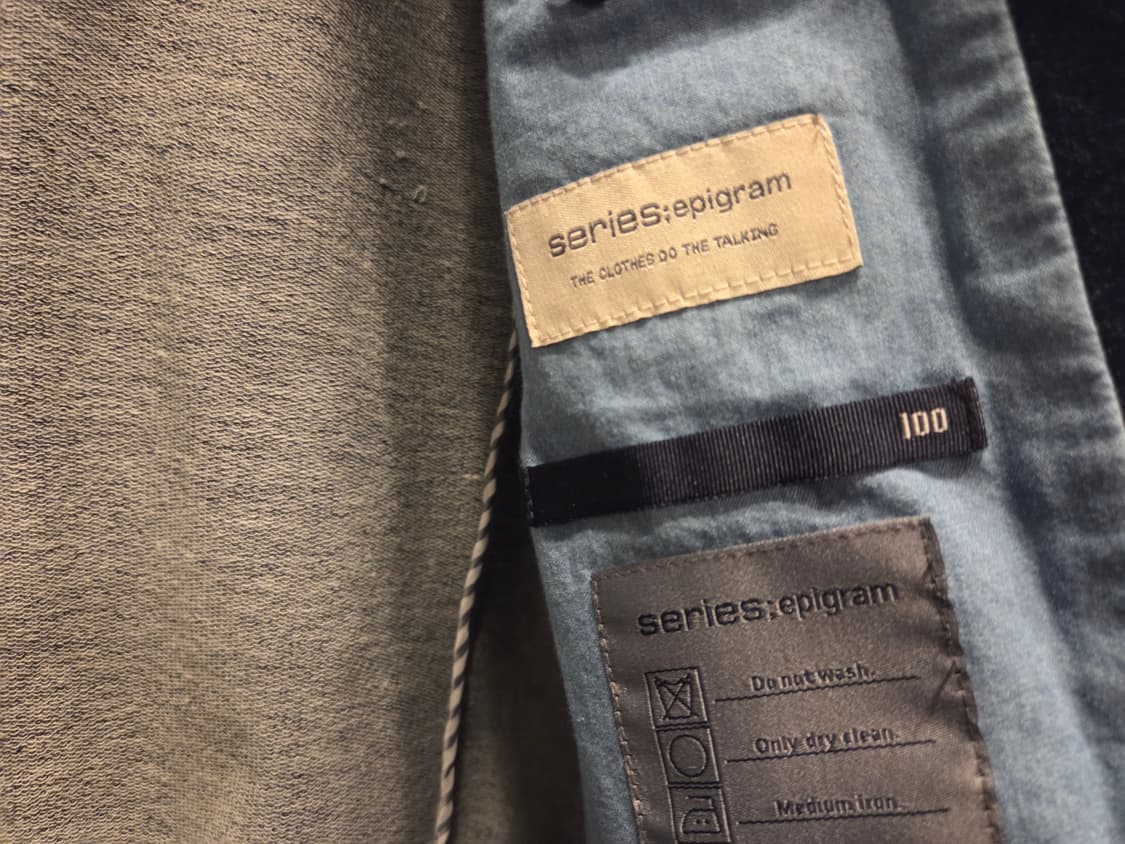 series;epigram
THE CLOTHES DO THE TALKING
100
series;epigram
Do not wash.
Only dry clean.
Medium iron.